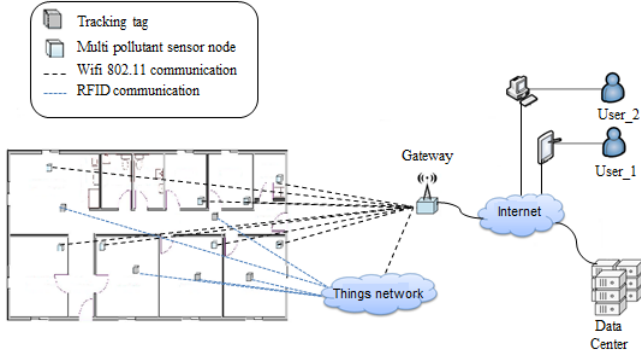 Tracking tag
Multi pollutant sensor node
Wifi 802.11 communication
RFID communication
User_2
Gateway
User_1
Internet
Things network
Data
Center